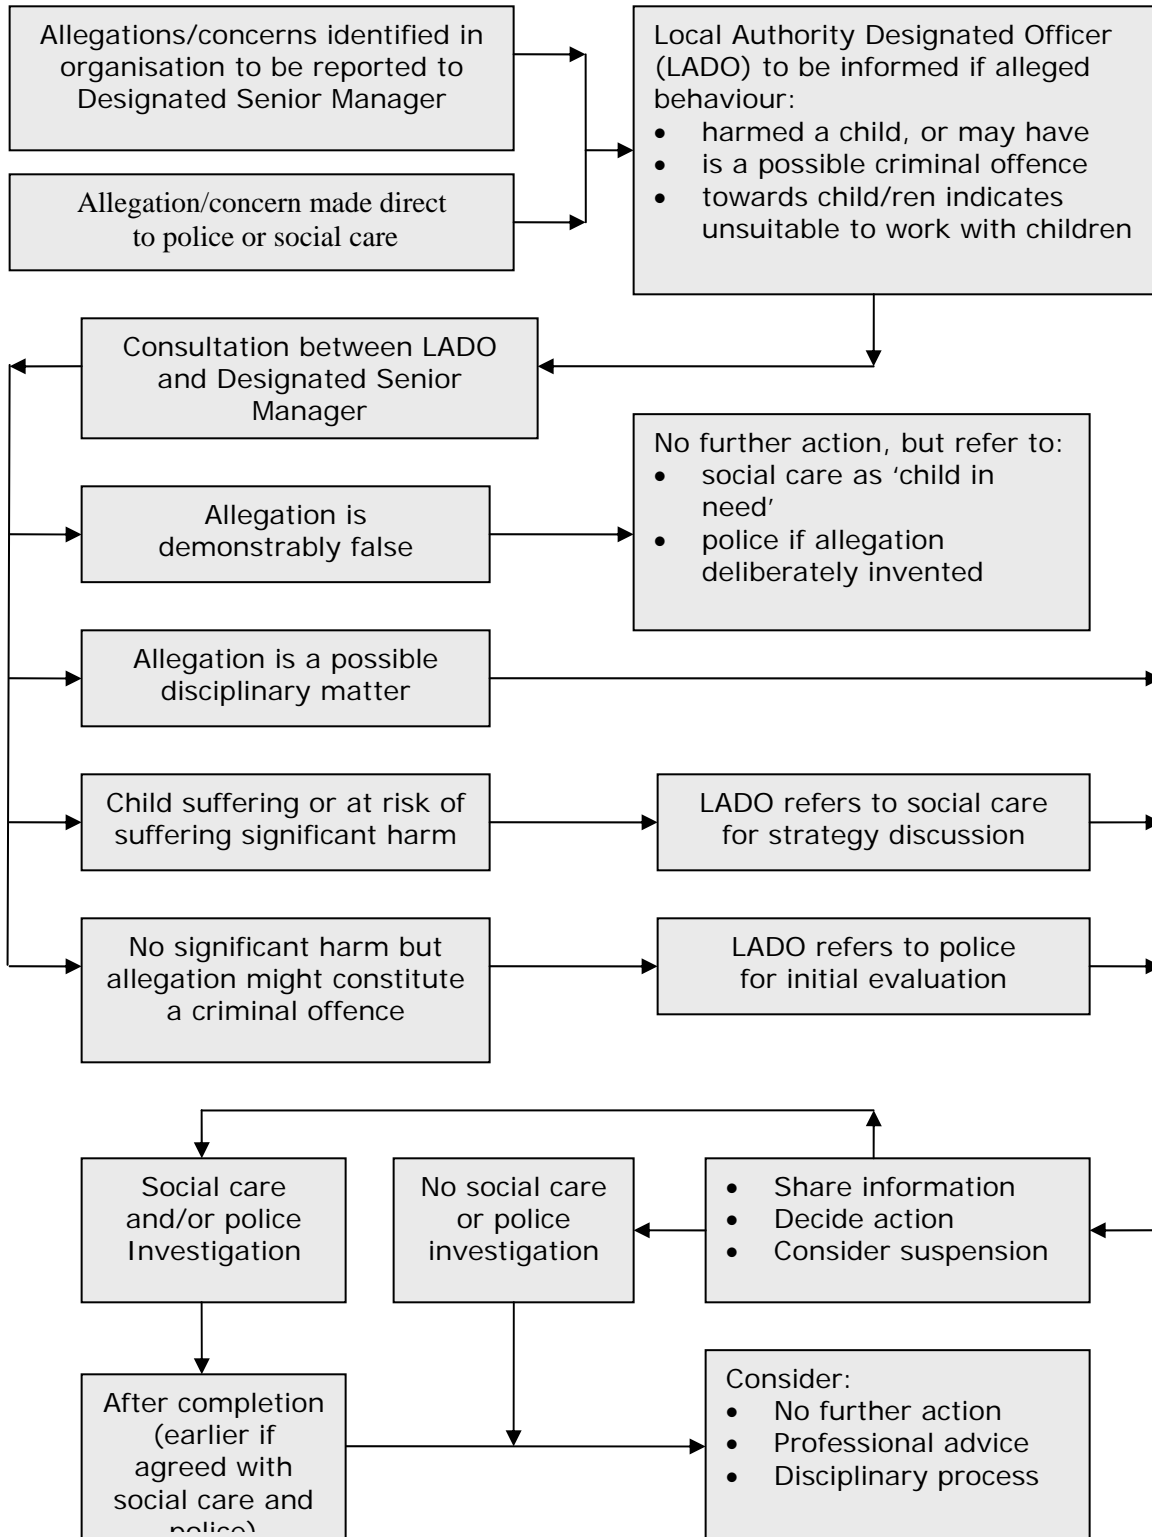 Allegations/concerns identified in
organisation to be reported to
Designated Senior Manager
Allegation/concern made direct
to police or social care
Local Authority Designated Officer
(LADO) to be informed if alleged
behaviour:
• harmed a child, or may have
• is a possible criminal offence
• towards child/ren indicates
unsuitable to work with children
Consultation between LADO
and Designated Senior
Manager
Allegation is
demonstrably false
No further action, but refer to:
• social care as ‘child in
need’
• police if allegation
deliberately invented
Allegation is a possible
disciplinary matter
Child suffering or at risk of
suffering significant harm
LADO refers to social care
for strategy discussion
No significant harm but
allegation might constitute
a criminal offence
LADO refers to police
for initial evaluation
Social care
and/or police
Investigation
No social care
or police
investigation
• Share information
• Decide action
• Consider suspension
After completion
(earlier if
agreed with
social care and
police)
Consider:
• No further action
• Professional advice
• Disciplinary process